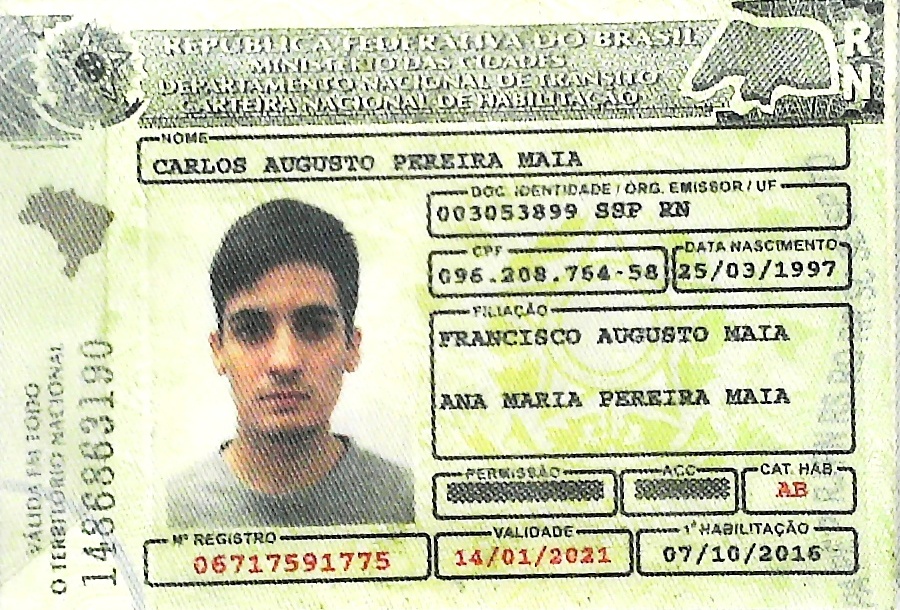 REPÚBLICA FEDERATIVA DO BRASIL
MINISTÉRIO DAS CIDADES
DEPARTAMENTO NACIONAL DE TRÂNSITO
CARTEIRA NACIONAL DE HABILITAÇÃO
RN
NOME
CARLOS AUGUSTO PEREIRA MAIA
DOC. IDENTIDADE / ÓRG. EMISSOR / UF
003053899 SSP RN
CPF
096.208.764-58
DATA NASCIMENTO
25/03/1997
FILIAÇÃO
FRANCISCO AUGUSTO MAIA
ANA MARIA PEREIRA MAIA
PERMISSÃO
ACC
CAT. HAB.
AB
Nº REGISTRO
06717591775
VALIDADE
14/01/2021
1ª HABILITAÇÃO
07/10/2016
VÁLIDA EM TODO
O TERRITÓRIO NACIONAL
1486863190